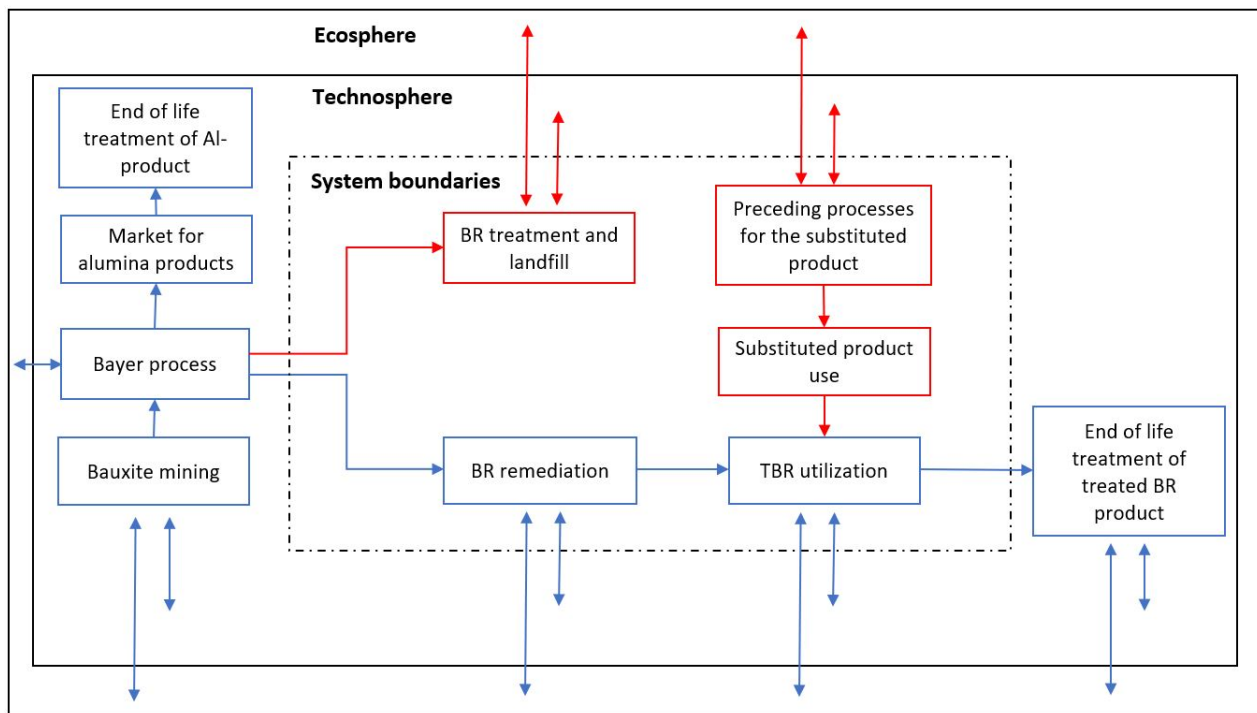 Ecosphere
Technosphere
End of life
treatment of Al-
product
System boundaries
Market for
alumina products
BR treatment and
landfill
Preceding processes
for the substituted
product
Bayer process
Substituted product
use
Bauxite mining
BR remediation
TBR utilization
End of life
treatment of
treated BR
product